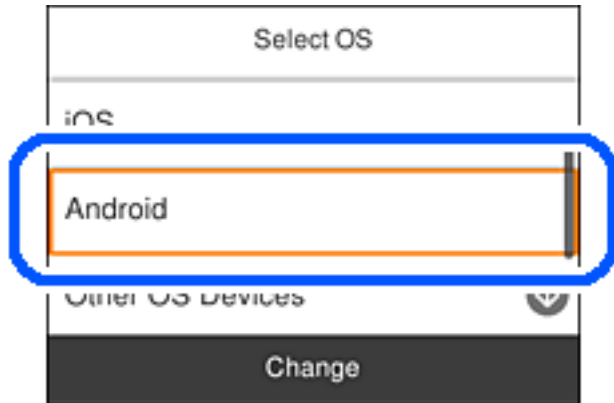 Select OS
iOS
Android
Other OS Devices
Change